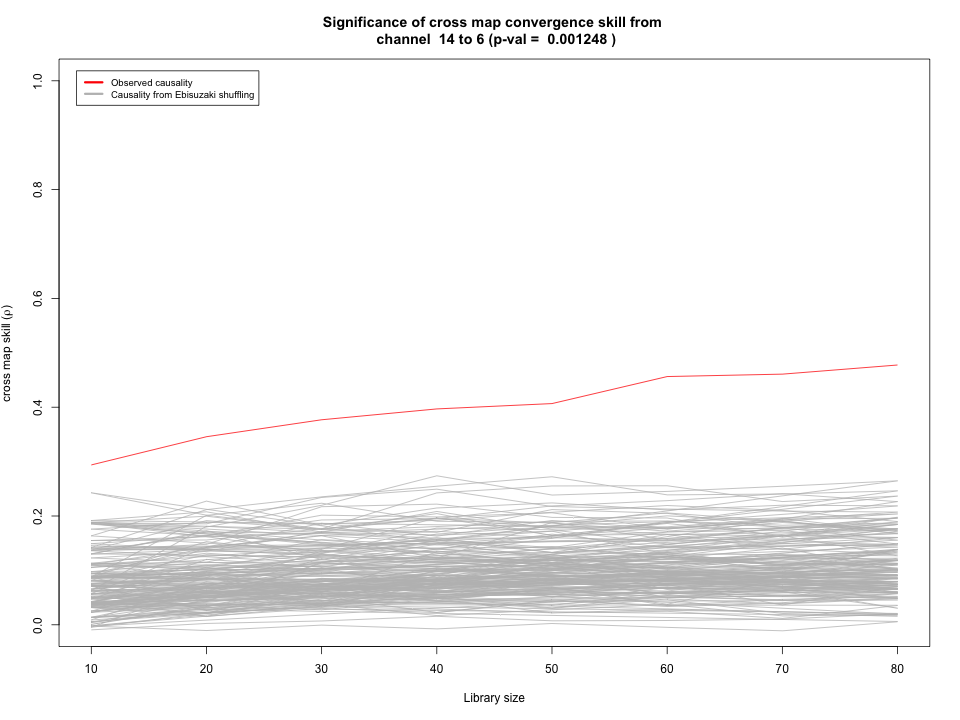 Significance of cross map convergence skill from
channel 14 to 6 (p-val = 0.001248 )
Observed causality
Causality from Ebisuzaki shuffling
cross map skill (ρ)
1.0
0.8
0.6
0.4
0.2
0.0
10 20 30 40 50 60 70 80
Library size